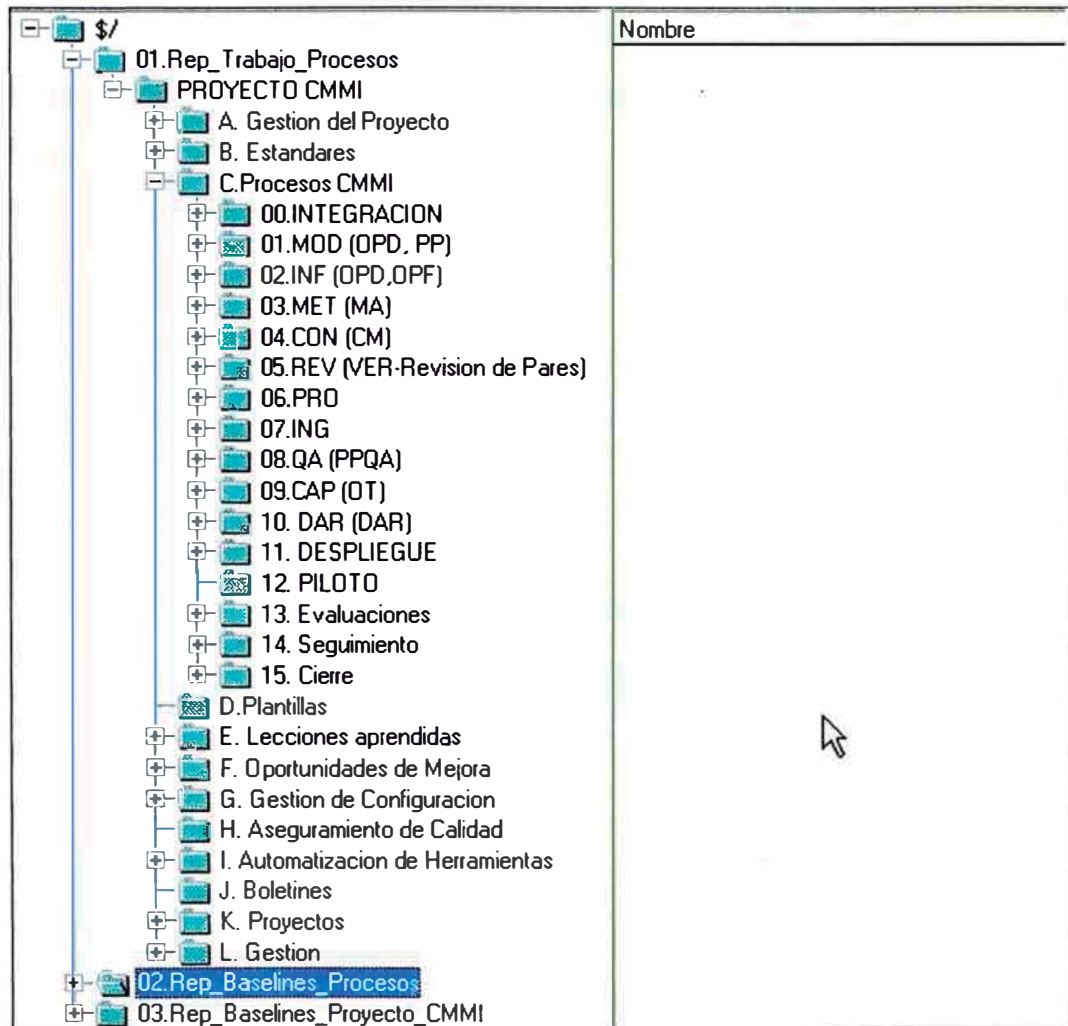 $/
Nombre
01.Rep_Trabajo_Procesos
PROYECTO CMMI
A. Gestion del Proyecto
B. Estandares
C.Procesos CMMI
00.INTEGRACION
01.MOD (OPD, PP)
02.INF (OPD,OPF)
03.MET (MA)
04.CON (CM)
05.REV (VER-Revision de Pares)
06.PRO
07.ING
08.QA (PPQA)
09.CAP (OT)
10. DAR (DAR)
11. DESPLIEGUE
12. PILOTO
13. Evaluaciones
14. Seguimiento
15. Cierre
D.Plantillas
E. Lecciones aprendidas
F. Oportunidades de Mejora
G. Gestion de Configuracion
H. Aseguramiento de Calidad
I. Automatizacion de Herramientas
J. Boletines
K. Proyectos
L. Gestion
02.Rep_Baselines_Procesos
03.Rep_Baselines_Proyecto_CMMI